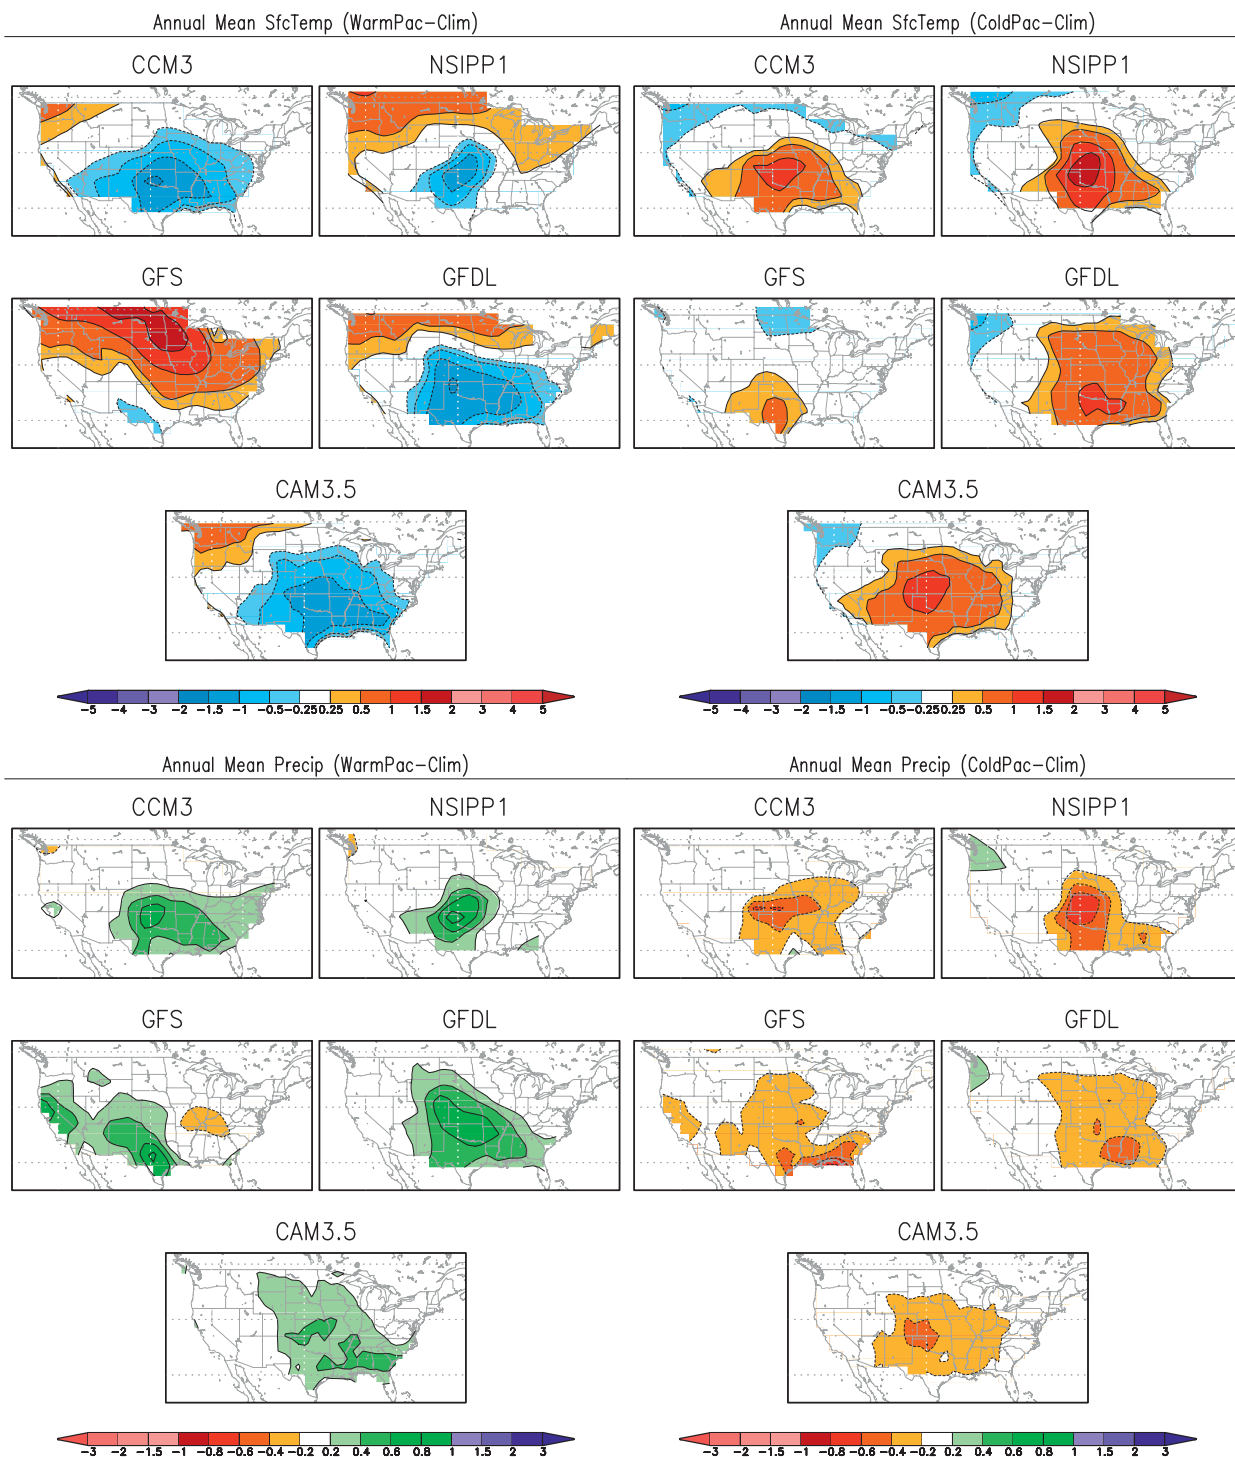 Annual Mean SfcTemp (WarmPac-Clim) Annual Mean SfcTemp (ColdPac-Clim)
CCM3 NSIPP1 CCM3 NSIPP1
GFS GFDL GFS GFDL
CAM3.5 CAM3.5
-5 -4 -3 -2 -1.5 -1 -0.5 -0.25 0.25 0.5 1 1.5 2 3 4 5 -5 -4 -3 -2 -1.5 -1 -0.5 -0.25 0.25 0.5 1 1.5 2 3 4 5
Annual Mean Precip (WarmPac-Clim) Annual Mean Precip (ColdPac-Clim)
CCM3 NSIPP1 CCM3 NSIPP1
GFS GFDL GFS GFDL
CAM3.5 CAM3.5
-3 -2 -1.5 -1 -0.8 -0.6 -0.4 -0.2 0.2 0.4 0.6 0.8 1 1.5 2 3 -3 -2 -1.5 -1 -0.8 -0.6 -0.4 -0.2 0.2 0.4 0.6 0.8 1 1.5 2 3